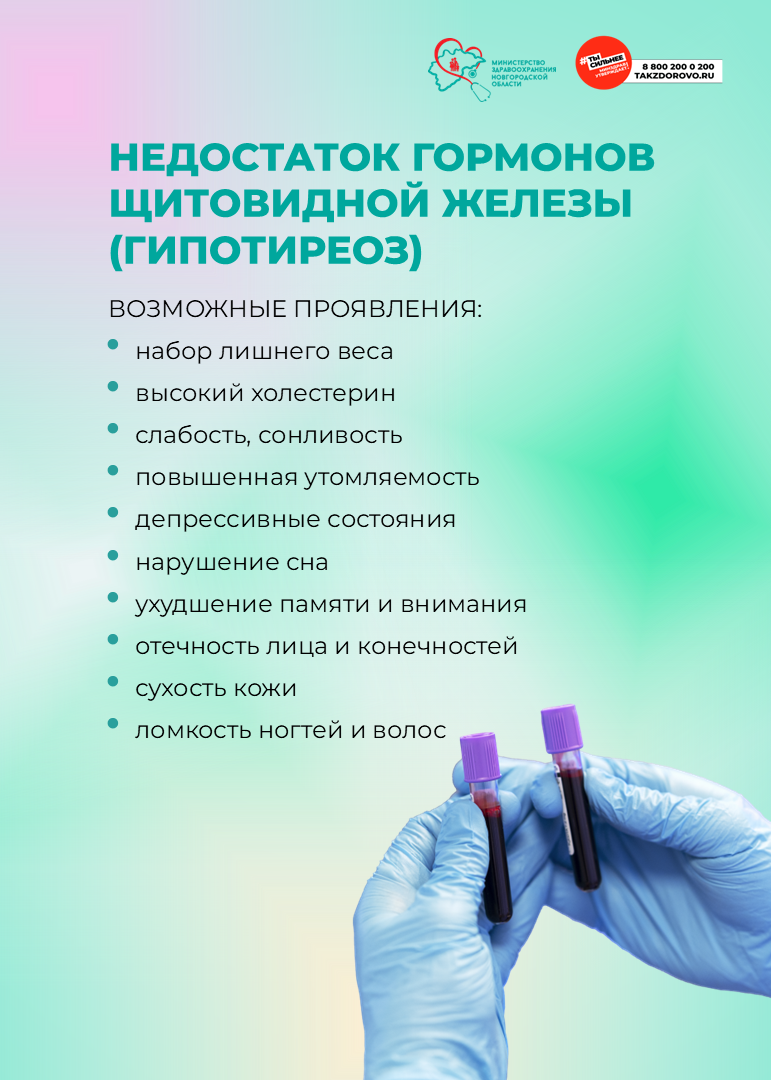 МИНИСТЕРСТВО
ЗДРАВООХРАНЕНИЯ
НОВГОРОДСКОЙ
ОБЛАСТИ
#ТЫ
СИЛЬНЕЕ
МИНЗДРАВ
УТВЕРЖДАЕТ!
8 800 200 0 200
TAKZDOROVO.RU
НЕДОСТАТОК ГОРМОНОВ
ЩИТОВИДНОЙ ЖЕЛЕЗЫ
(ГИПОТИРЕОЗ)
ВОЗМОЖНЫЕ ПРОЯВЛЕНИЯ:
• набор лишнего веса
• высокий холестерин
• слабость, сонливость
• повышенная утомляемость
• депрессивные состояния
• нарушение сна
• ухудшение памяти и внимания
• отечность лица и конечностей
• сухость кожи
• ломкость ногтей и волос